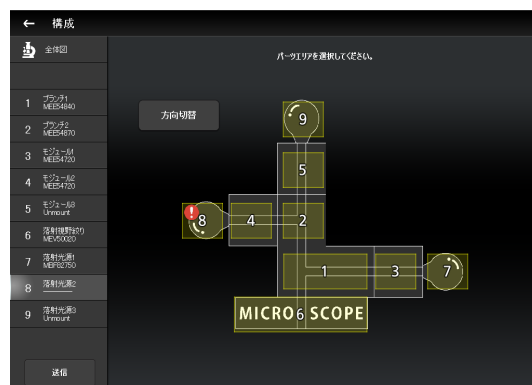 ← 構成
全体図
パーツエリアを選択してください。
1 ブランチ1
MEE54840
2 ブランチ2
MEE54870
3 モジュール1
MEE54720
4 モジュール2
MEE54720
5 モジュール3
Unmount
6 落射視野絞り
MEV50020
7 落射光源1
MBF82750
8 落射光源2
9 落射光源3
Unmount
送信
方向切替
9
5
8
4
2
1
3
7
MICRO6 SCOPE